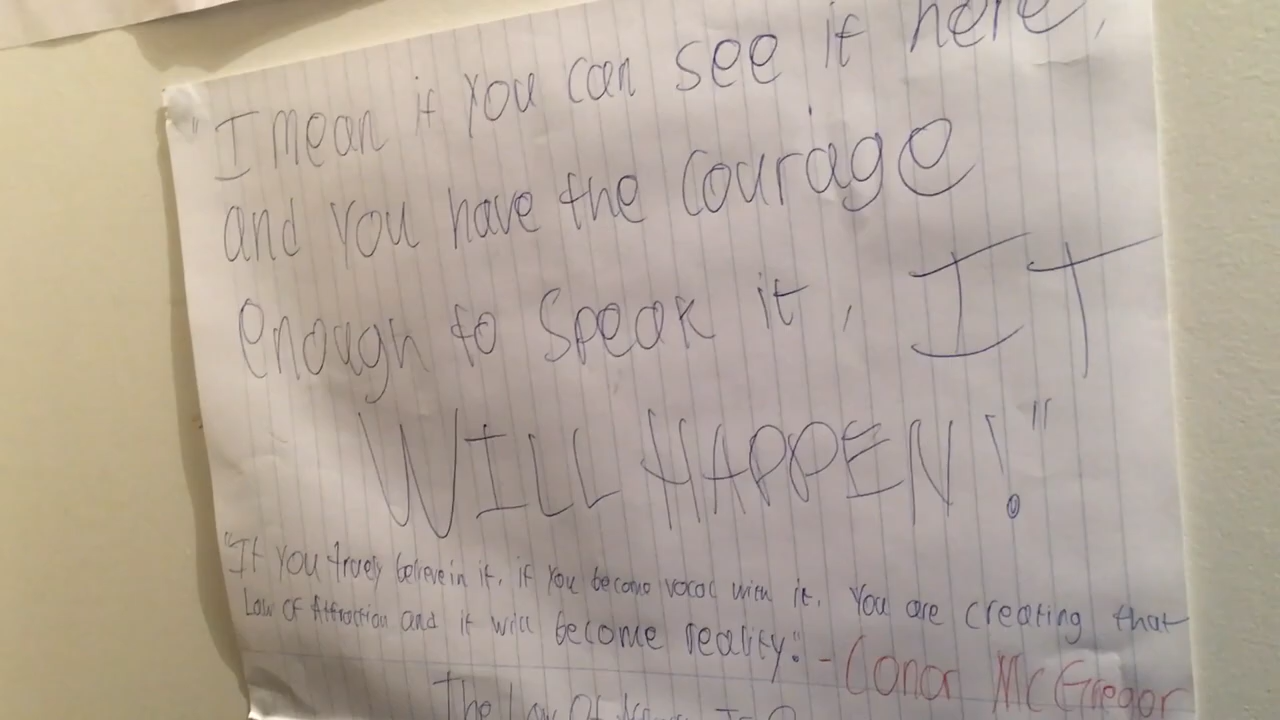 "I mean if you can see it here,
and you have the courage
enough to speak it, IT
WILL HAPPEN!"
"If you truely believe in it, if you become vocal with it. You are creating that
Law of Attraction and it will become reality." - Conor McGregor
The Law Of